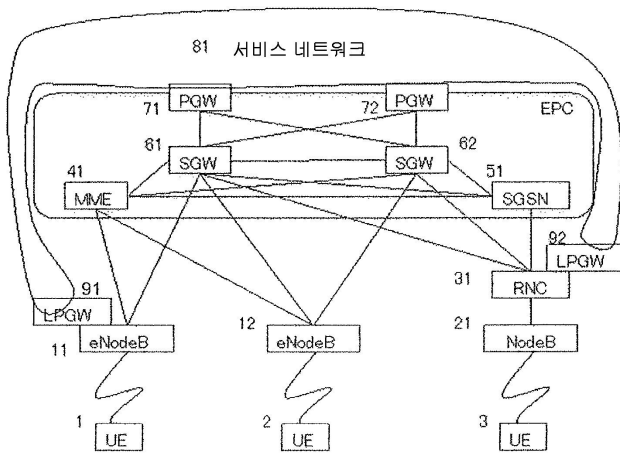 81 서비스 네트워크
71 PGW 72 PGW EPC
61 SGW SGW 62
41 MME 51 SGSN
92 LPGW
31 RNC
91 LPGW
11 eNodeB 12 eNodeB 21 NodeB
1 UE 2 UE 3 UE